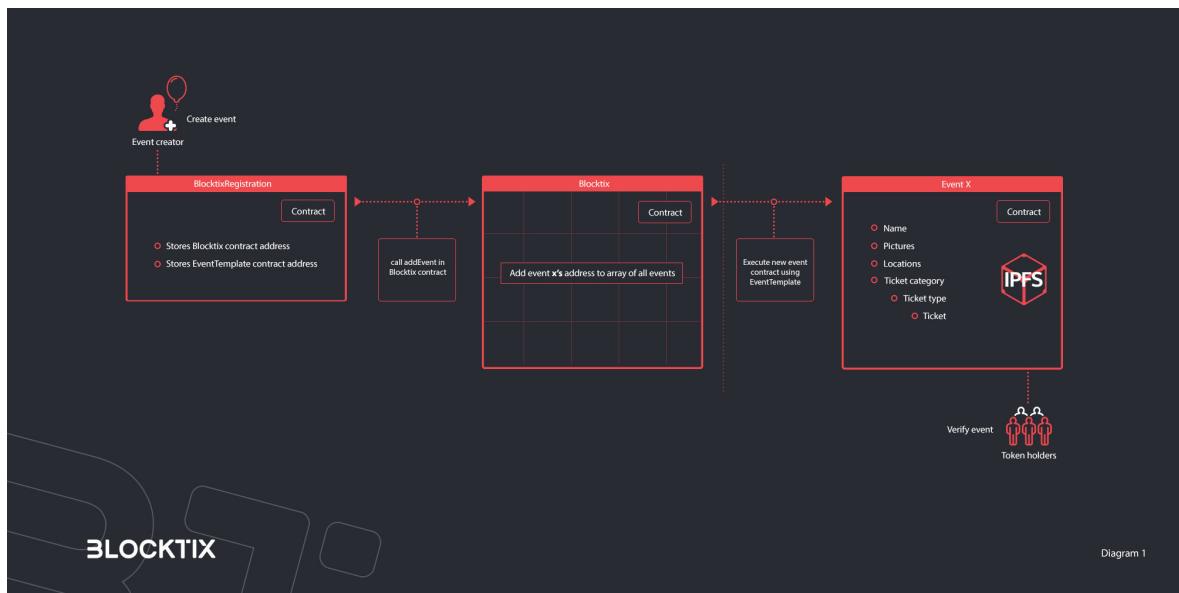 Create event
Event creator
BlocktixRegistration
Contract
Stores Blocktix contract address
Stores EventTemplate contract address
call addEvent in
Blocktix contract
Blocktix
Contract
Add event x's address to array of all events
Execute new event
contract using
EventTemplate
Event X
Contract
Name
Pictures
Locations
Ticket category
Ticket type
Ticket
IPFS
Verify event
Token holders
BLOCKTIX
Diagram 1